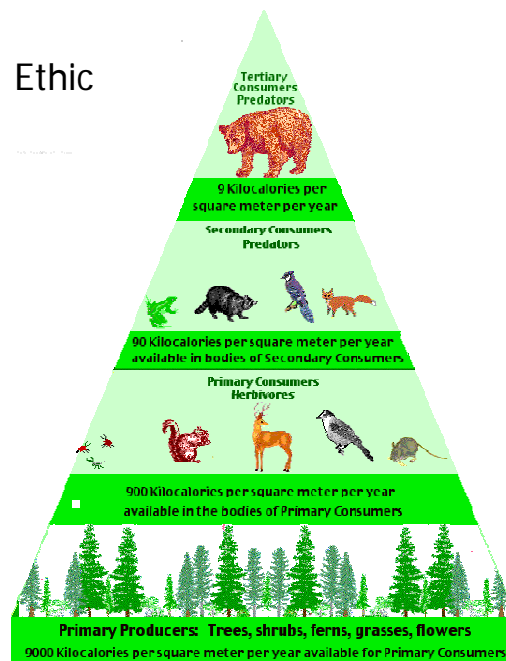 Ethic
Tertiary
Consumers
Predators
9 Kilocalories per
square meter per year
Secondary Consumers
Predators
90 Kilocalories per square meter per year
available in bodies of Secondary Consumers
Primary Consumers
Herbivores
900 Kilocalories per square meter per year
available in the bodies of Primary Consumers
Primary Producers: Trees, shrubs, ferns, grasses, flowers
9000 Kilocalories per square meter per year available for Primary Consumers